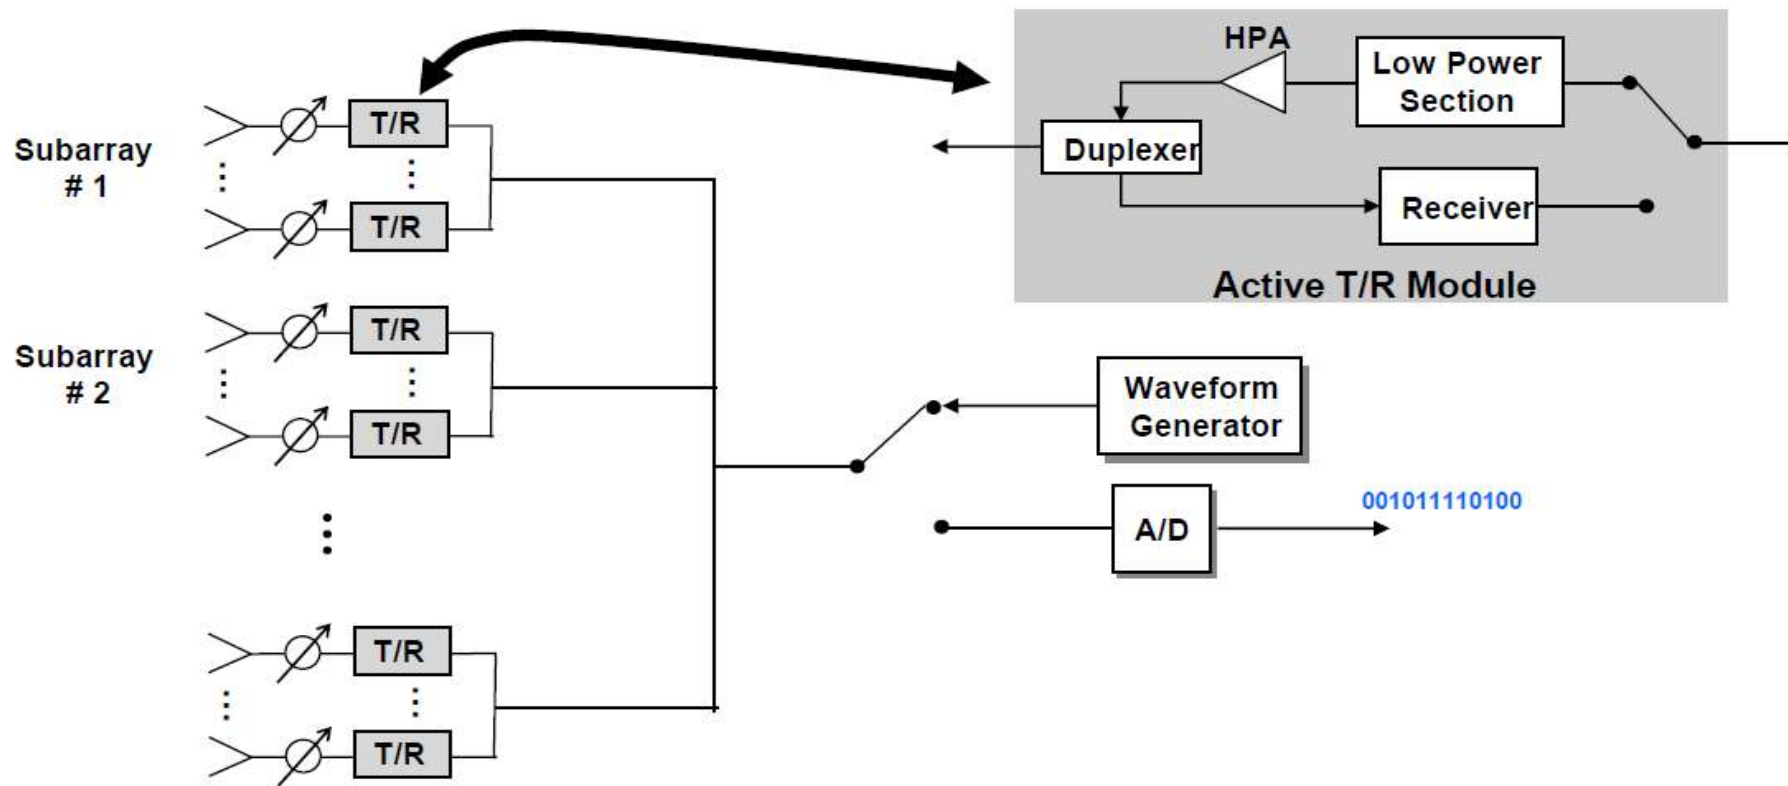 HPA
Low Power
Section
Duplexer
Receiver
Active T/R Module
Subarray
# 1
T/R
T/R
Subarray
# 2
T/R
T/R
Waveform
Generator
A/D
001011110100
T/R
T/R